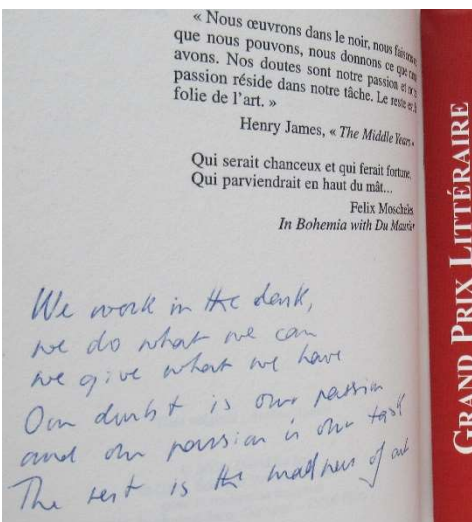 « Nous œuvrons dans le noir, nous faisons
que nous pouvons, nous donnons ce que
avons. Nos doutes sont notre passion et
passion réside dans notre tâche. Le reste est
folie de l'art. »
Henry James, « The Middle Years »
Qui serait chanceux et qui ferait fortune,
Qui parviendrait en haut du mât...
Felix Moscheles
In Bohemia with Du Maurier
We work in the dark,
we do what we can
we give what we have
Our doubt is our passion
and our passion is our task
The rest is the madness of art
GRAND PRIX LITTÉRAIRE